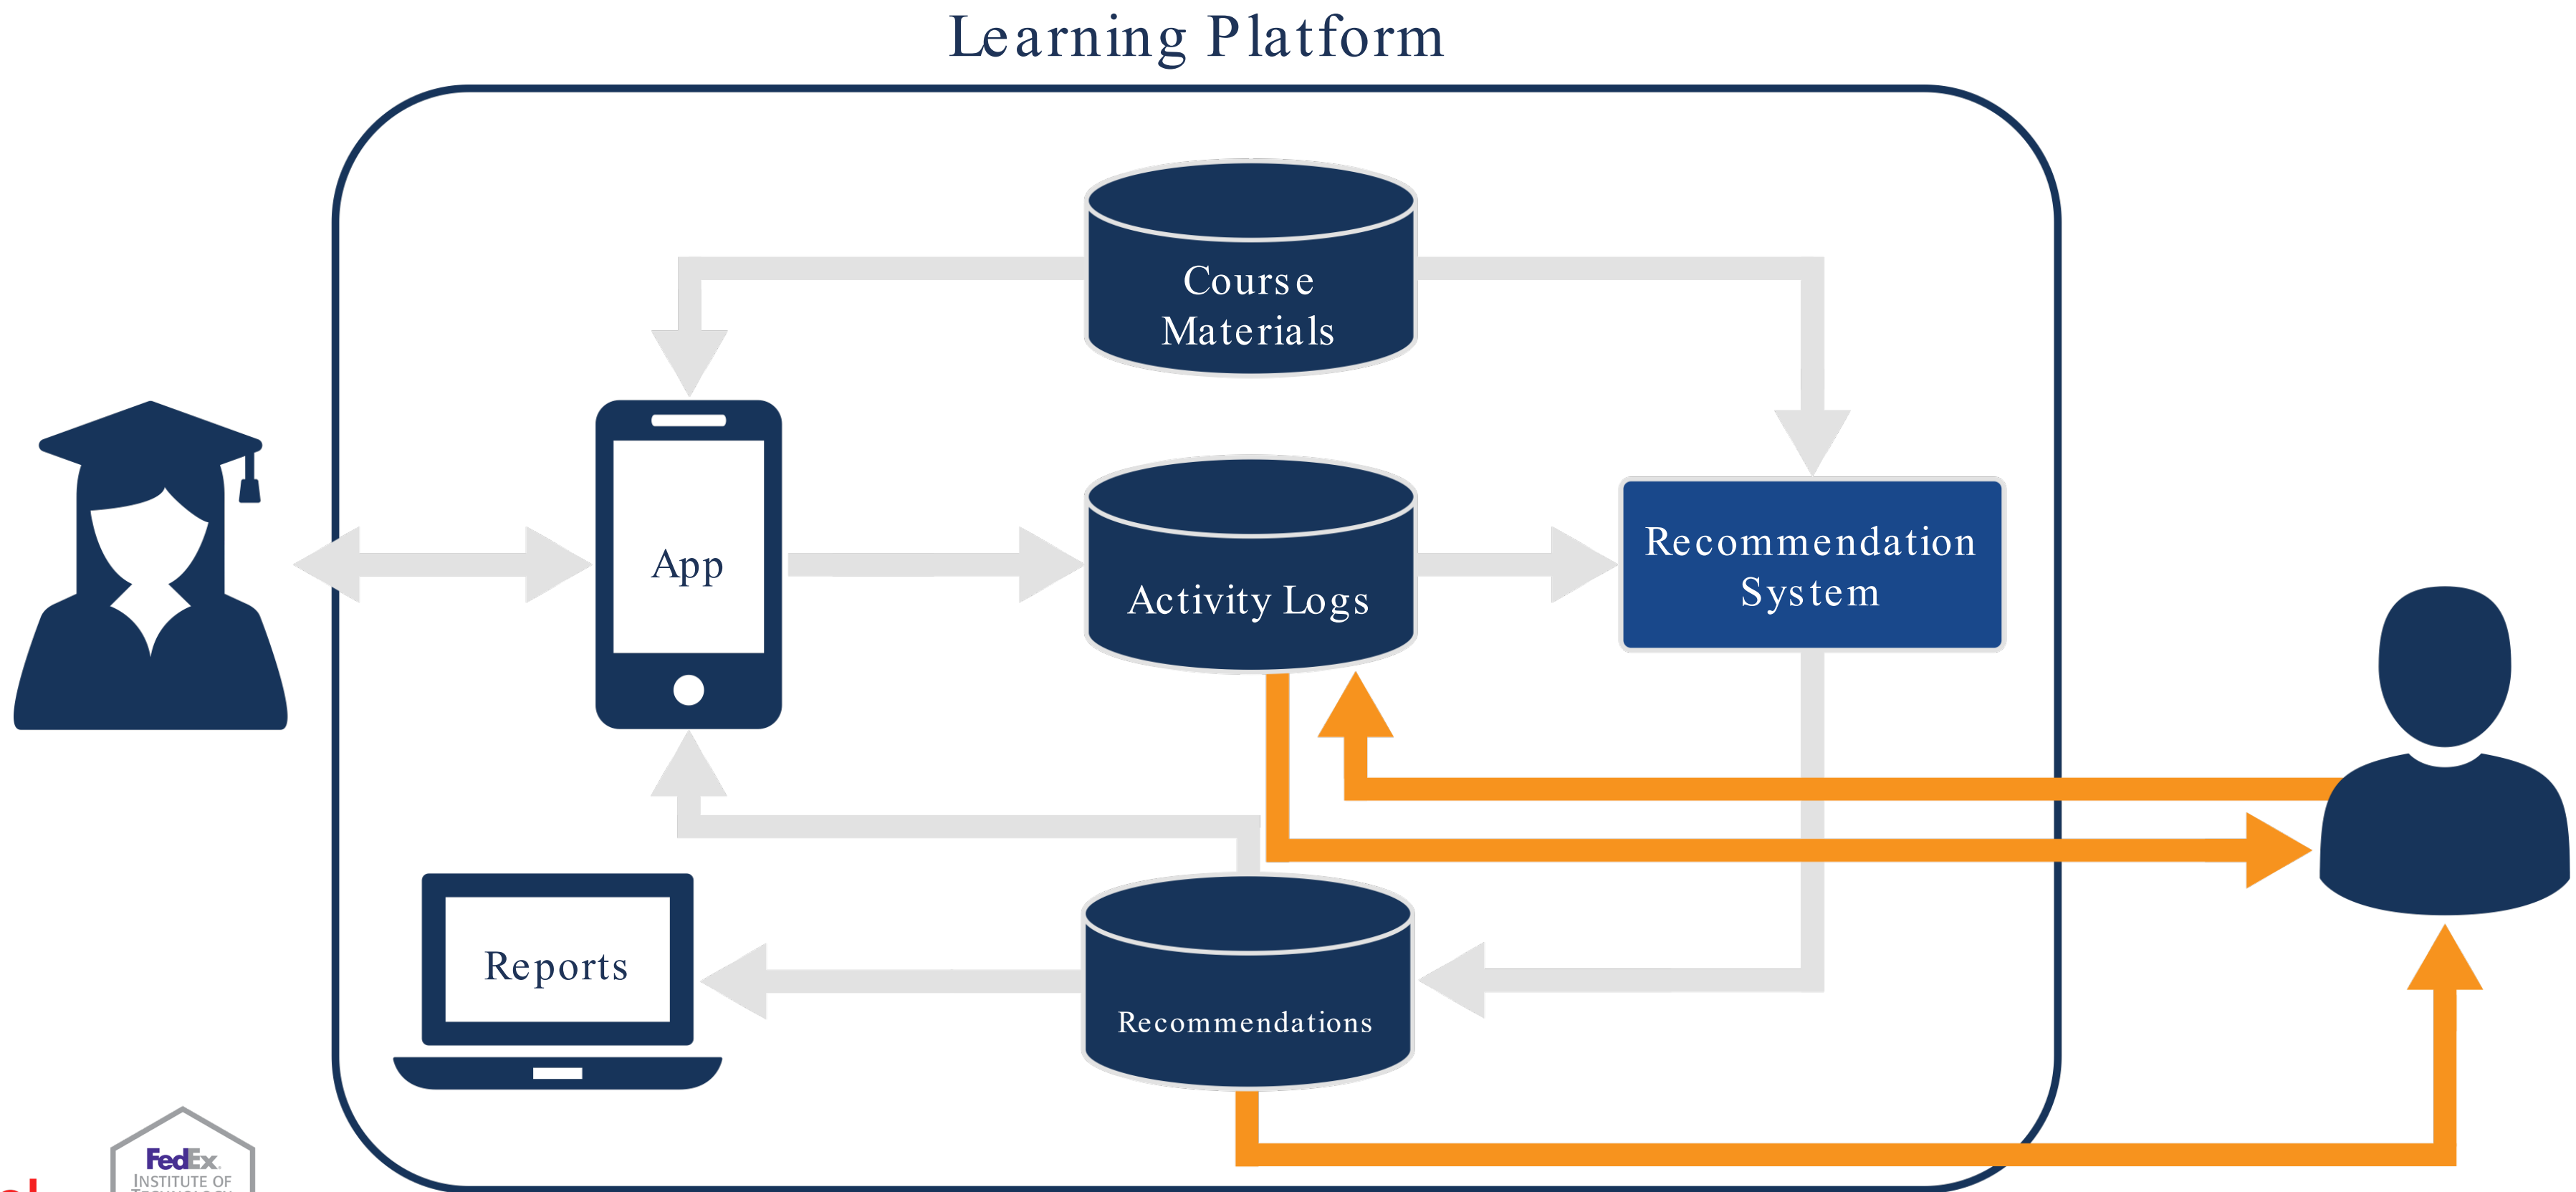 Learning Platform
Course
Materials
App
Activity Logs
Recommendation
System
Reports
Recommendations
FedEx
INSTITUTE OF